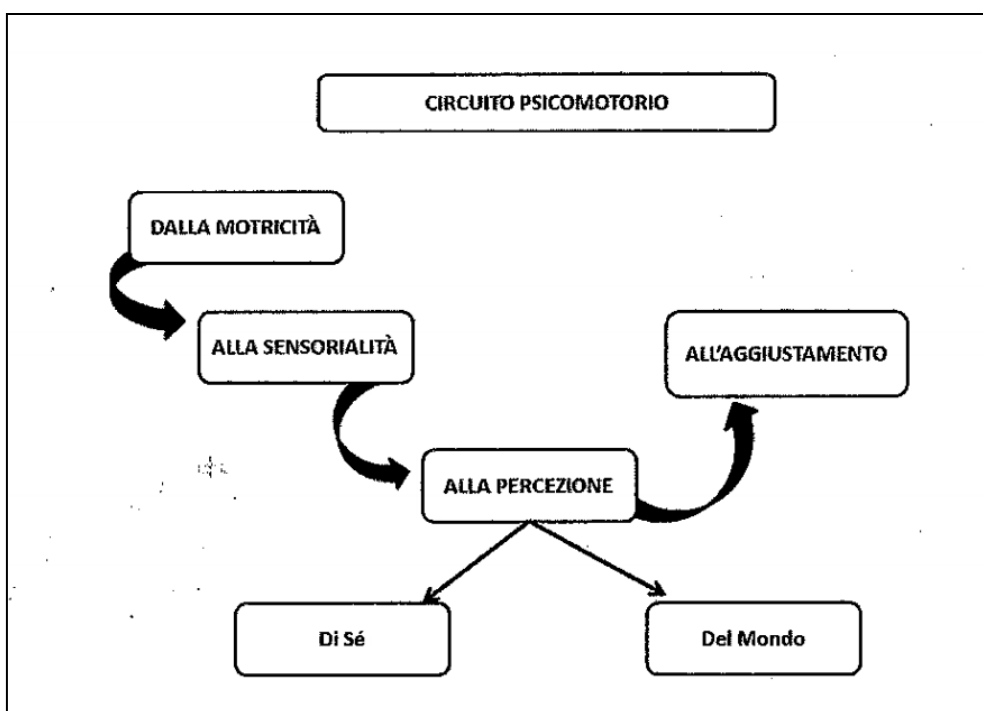 CIRCUITO PSICOMOTORIO
DALLA MOTRICITÀ
ALLA SENSORIALITÀ
ALL'AGGIUSTAMENTO
ALLA PERCEZIONE
Di Sé
Del Mondo